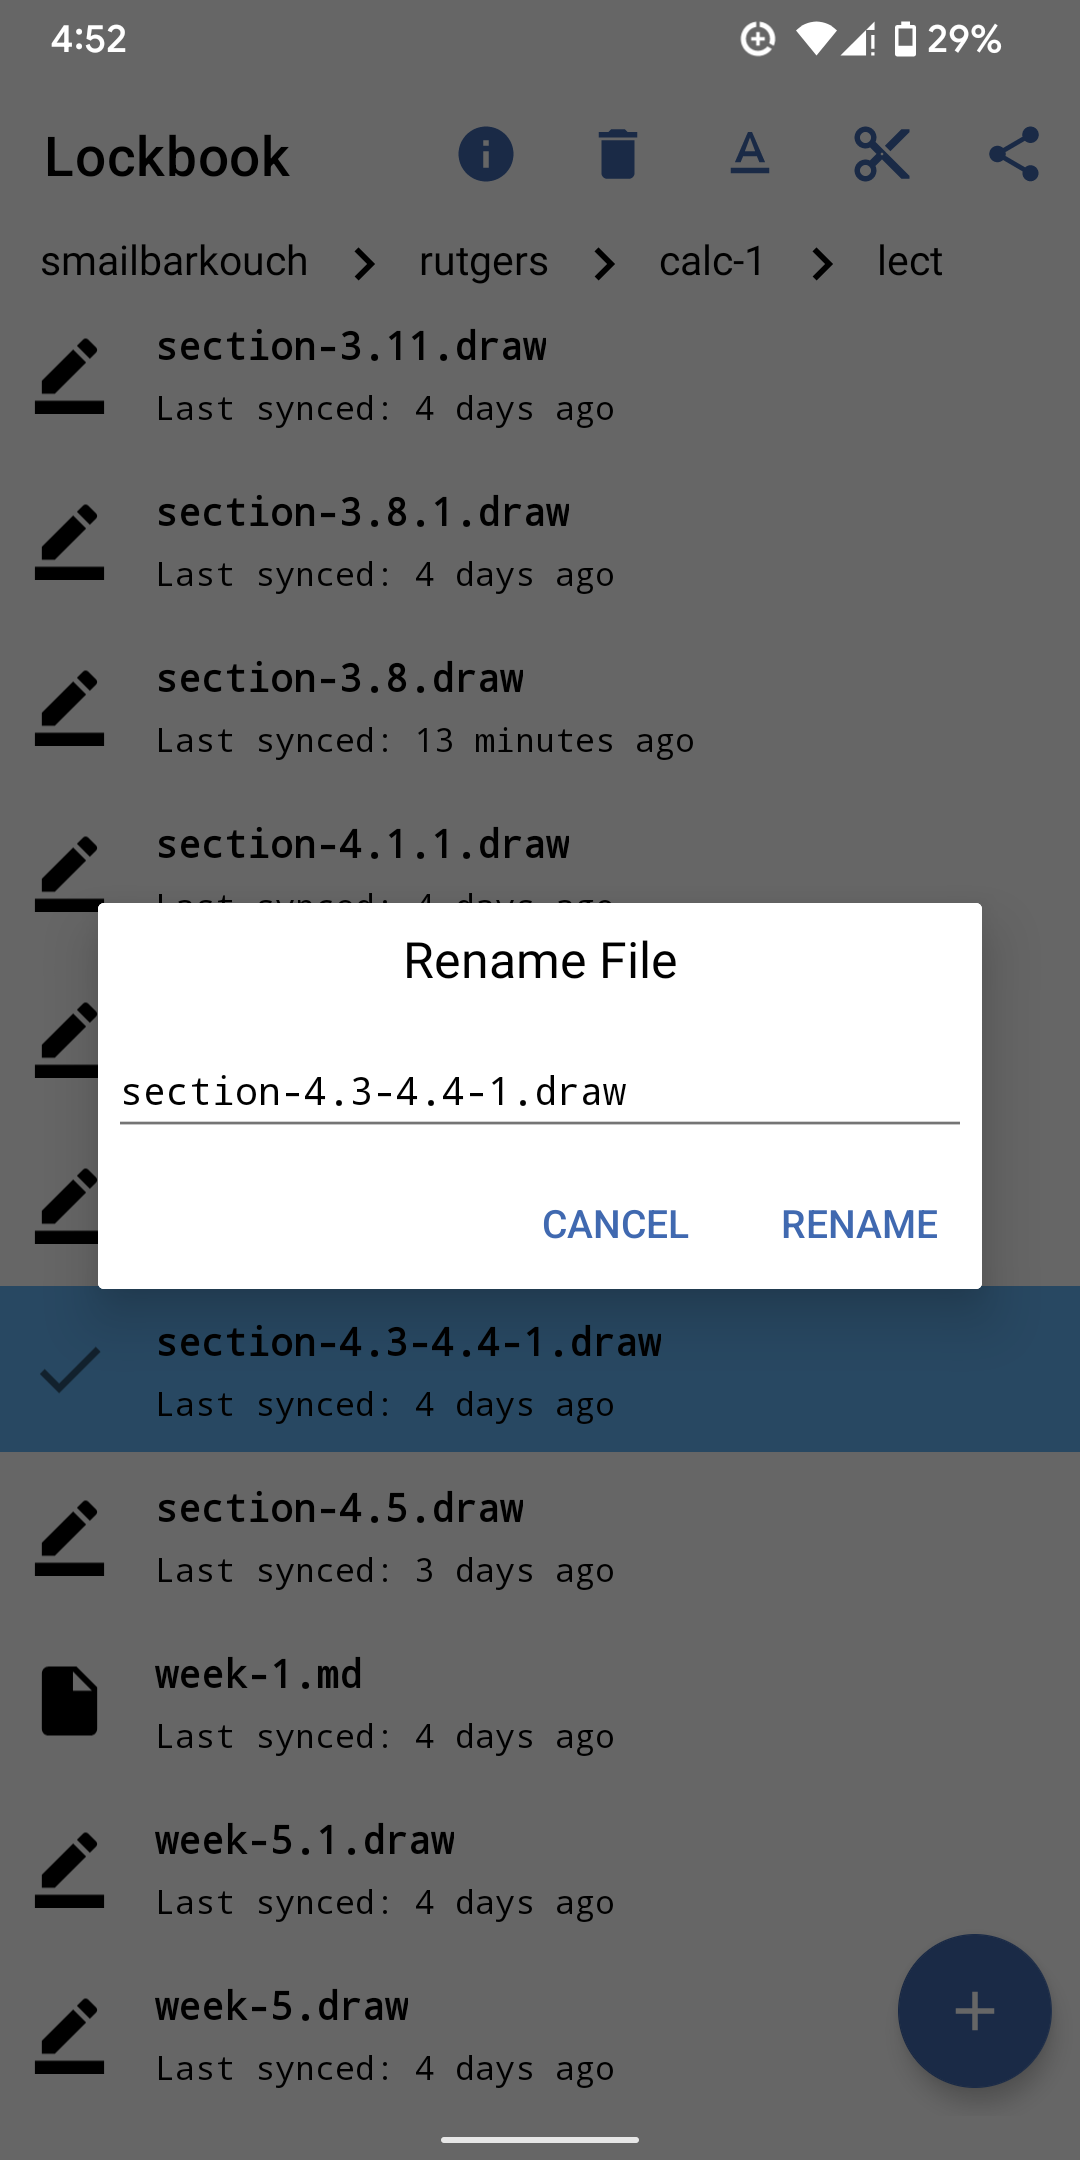 4:52 29%
Lockbook
smailbarkouch rutgers calc-1 lect
section-3.11.draw
Last synced: 4 days ago
section-3.8.1.draw
Last synced: 4 days ago
section-3.8.draw
Last synced: 13 minutes ago
section-4.1.1.draw
Last synced: 4 days ago
Rename File
section-4.3-4.4-1.draw
CANCEL RENAME
section-4.3-4.4-1.draw
Last synced: 4 days ago
section-4.5.draw
Last synced: 3 days ago
week-1.md
Last synced: 4 days ago
week-5.1.draw
Last synced: 4 days ago
week-5.draw
Last synced: 4 days ago